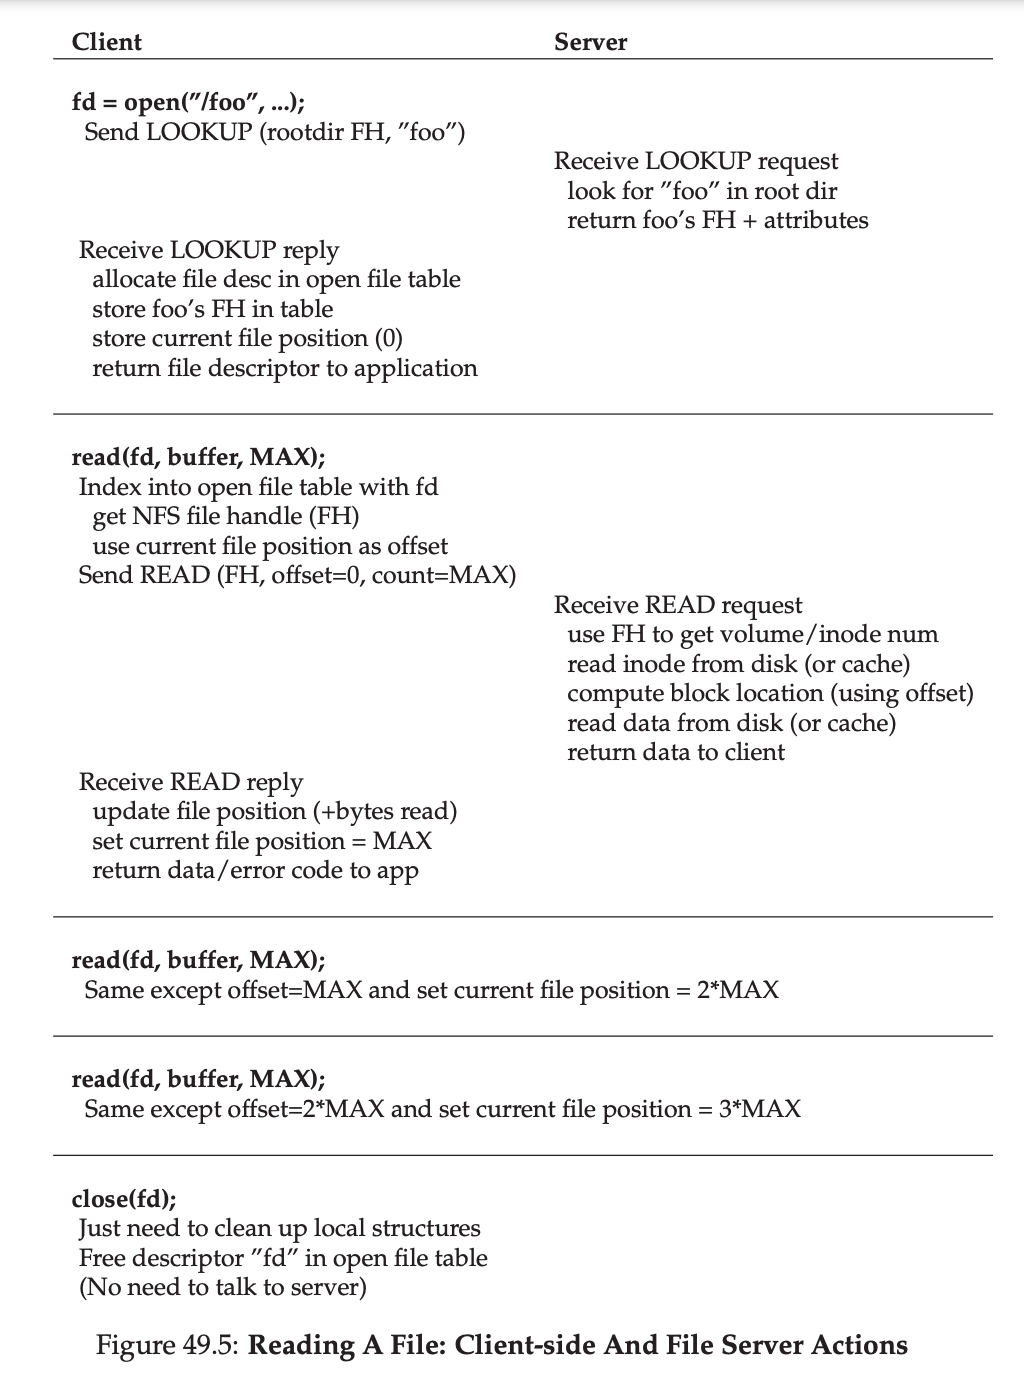 Client Server
fd = open("/foo", ...);
Send LOOKUP (rootdir FH, "foo")
Receive LOOKUP request
look for "foo" in root dir
return foo's FH + attributes
Receive LOOKUP reply
allocate file desc in open file table
store foo's FH in table
store current file position (0)
return file descriptor to application
read(fd, buffer, MAX);
Index into open file table with fd
get NFS file handle (FH)
use current file position as offset
Send READ (FH, offset=0, count=MAX)
Receive READ request
use FH to get volume/inode num
read inode from disk (or cache)
compute block location (using offset)
read data from disk (or cache)
return data to client
Receive READ reply
update file position (+bytes read)
set current file position = MAX
return data/error code to app
read(fd, buffer, MAX);
Same except offset=MAX and set current file position = 2*MAX
read(fd, buffer, MAX);
Same except offset=2*MAX and set current file position = 3*MAX
close(fd);
Just need to clean up local structures
Free descriptor "fd" in open file table
(No need to talk to server)
Figure 49.5: Reading A File: Client-side And File Server Actions